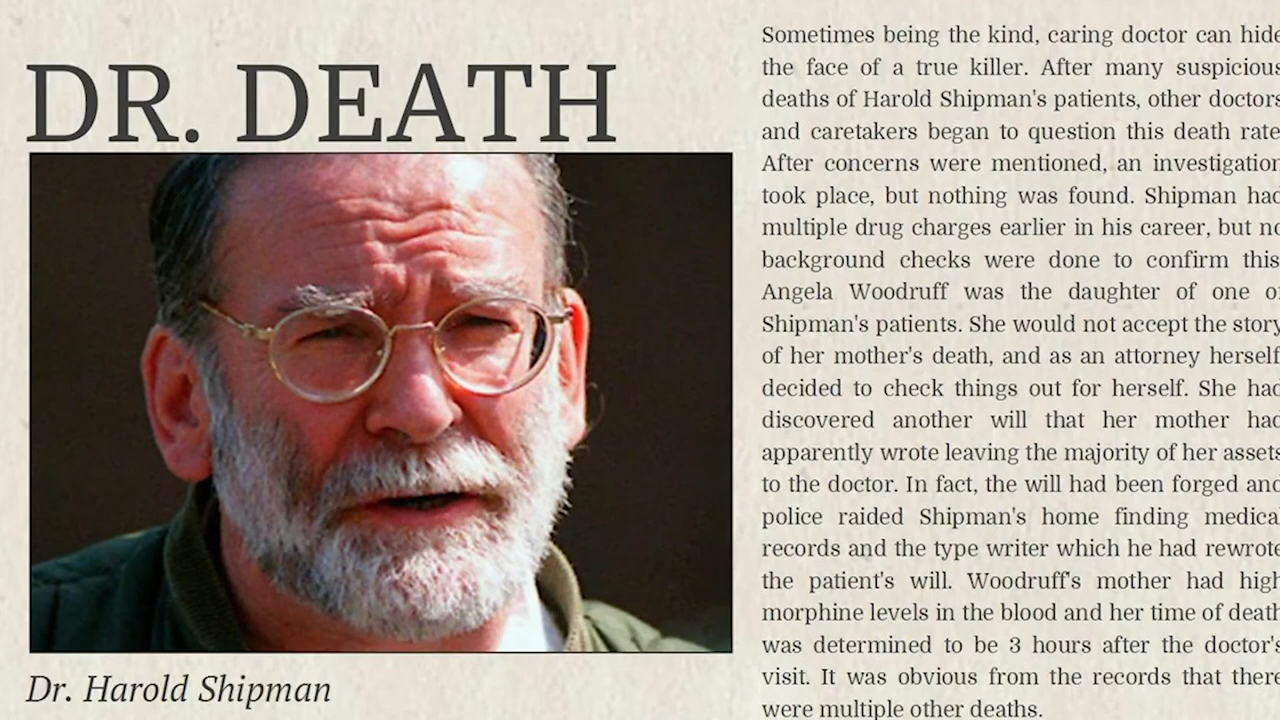 DR. DEATH
Dr. Harold Shipman
Sometimes being the kind, caring doctor can hide
the face of a true killer. After many suspicious
deaths of Harold Shipman's patients, other doctors
and caretakers began to question this death rate
After concerns were mentioned, an investigation
took place, but nothing was found. Shipman had
multiple drug charges earlier in his career, but no
background checks were done to confirm this
Angela Woodruff was the daughter of one of
Shipman's patients. She would not accept the story
of her mother's death, and as an attorney herself
decided to check things out for herself. She had
discovered another will that her mother had
apparently wrote leaving the majority of her assets
to the doctor. In fact, the will had been forged and
police raided Shipman's home finding medical
records and the type writer which he had rewrote
the patient's will. Woodruff's mother had high
morphine levels in the blood and her time of death
was determined to be 3 hours after the doctor's
visit. It was obvious from the records that there
were multiple other deaths.